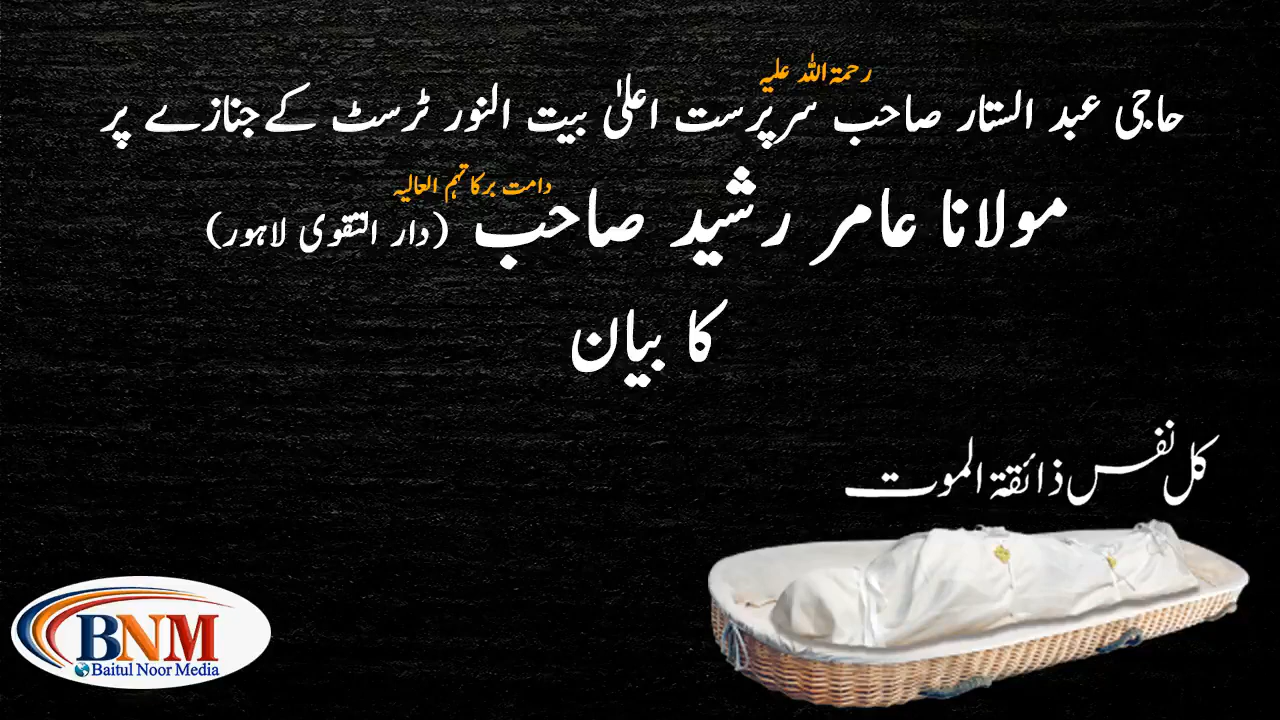 رحمۃ اللہ علیہ
حاجی عبد الستار صاحب سرپرست اعلیٰ بیت النور ٹرسٹ کے جنازے پر
دامت برکاتہم العالیہ
مولانا عامر رشید صاحب (دار التقوی لاہور)
کا بیان
کل نفس ذائقۃ الموت
BNM
Baitul Noor Media